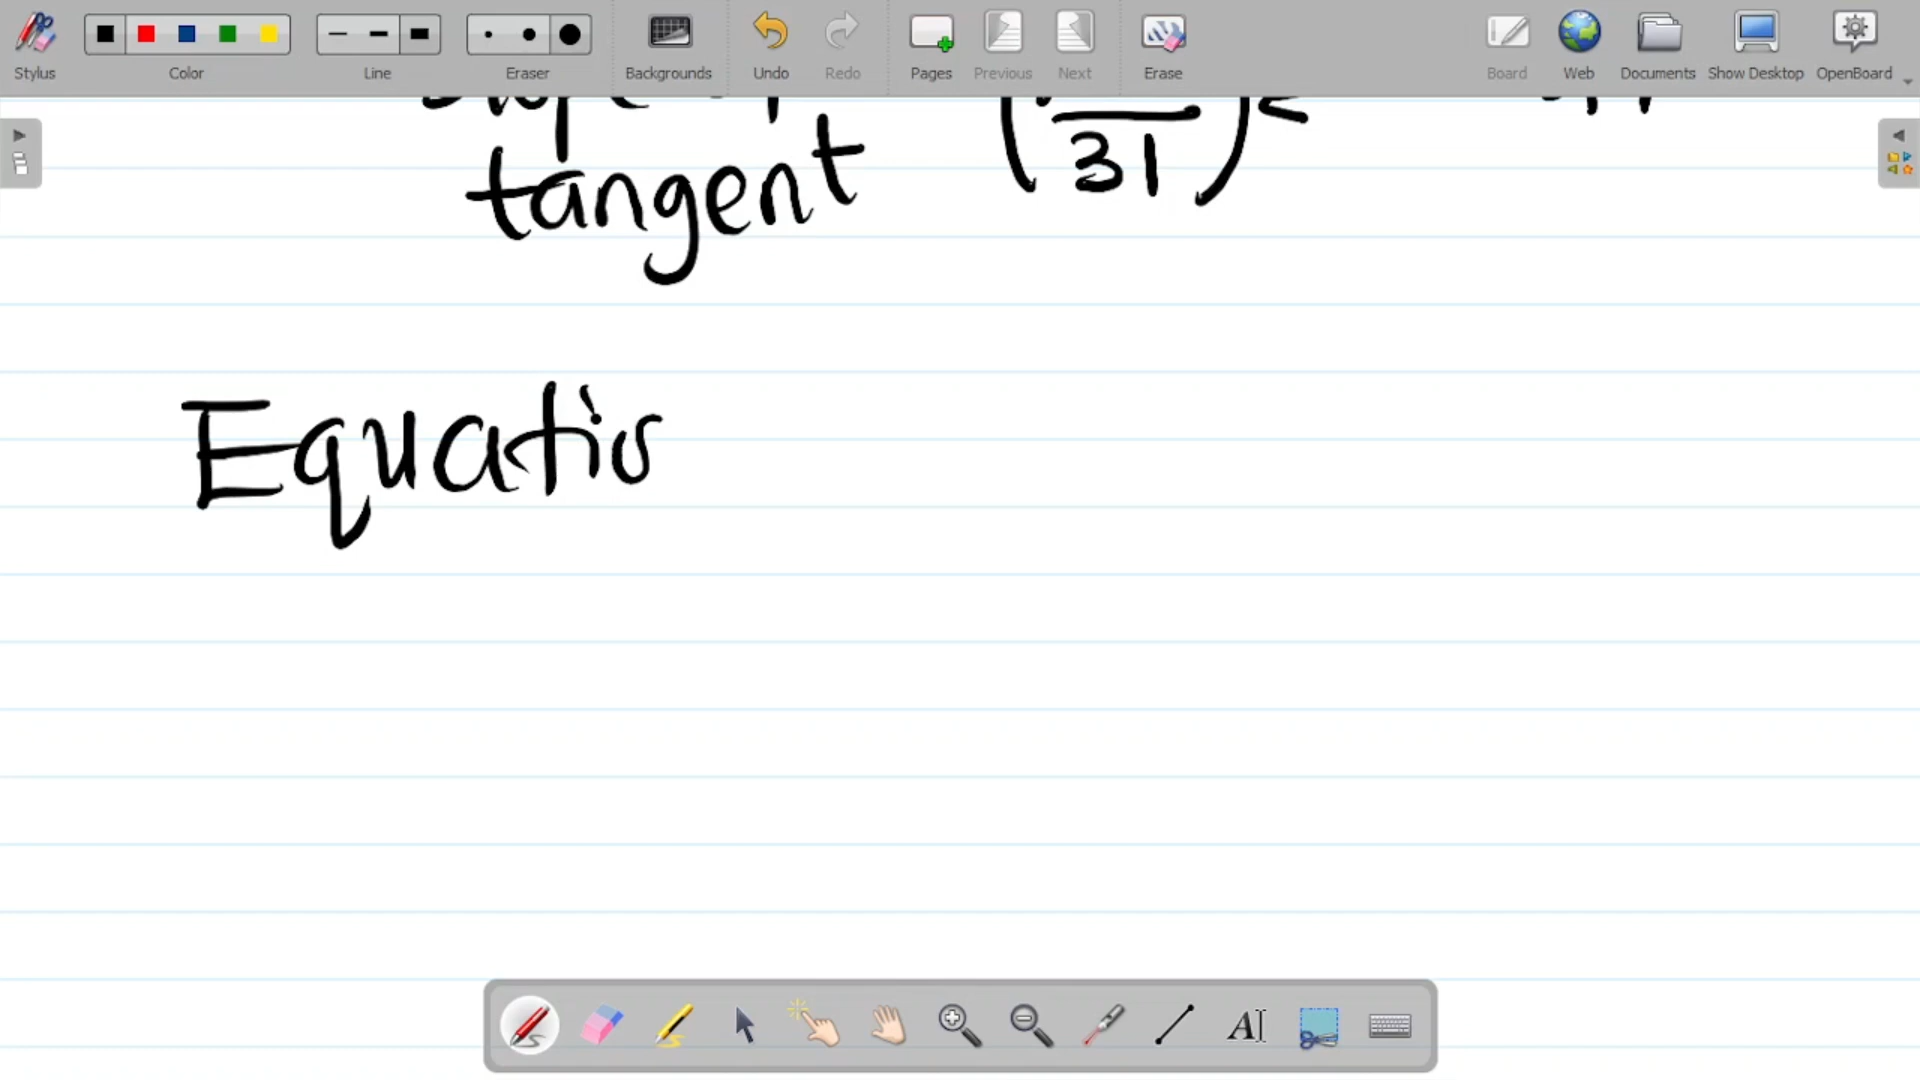 Stylus Color Line Eraser Backgrounds Undo Redo Pages Previous Next Erase Board Web Documents Show Desktop OpenBoard
slope
tangent 31
Equatio
A